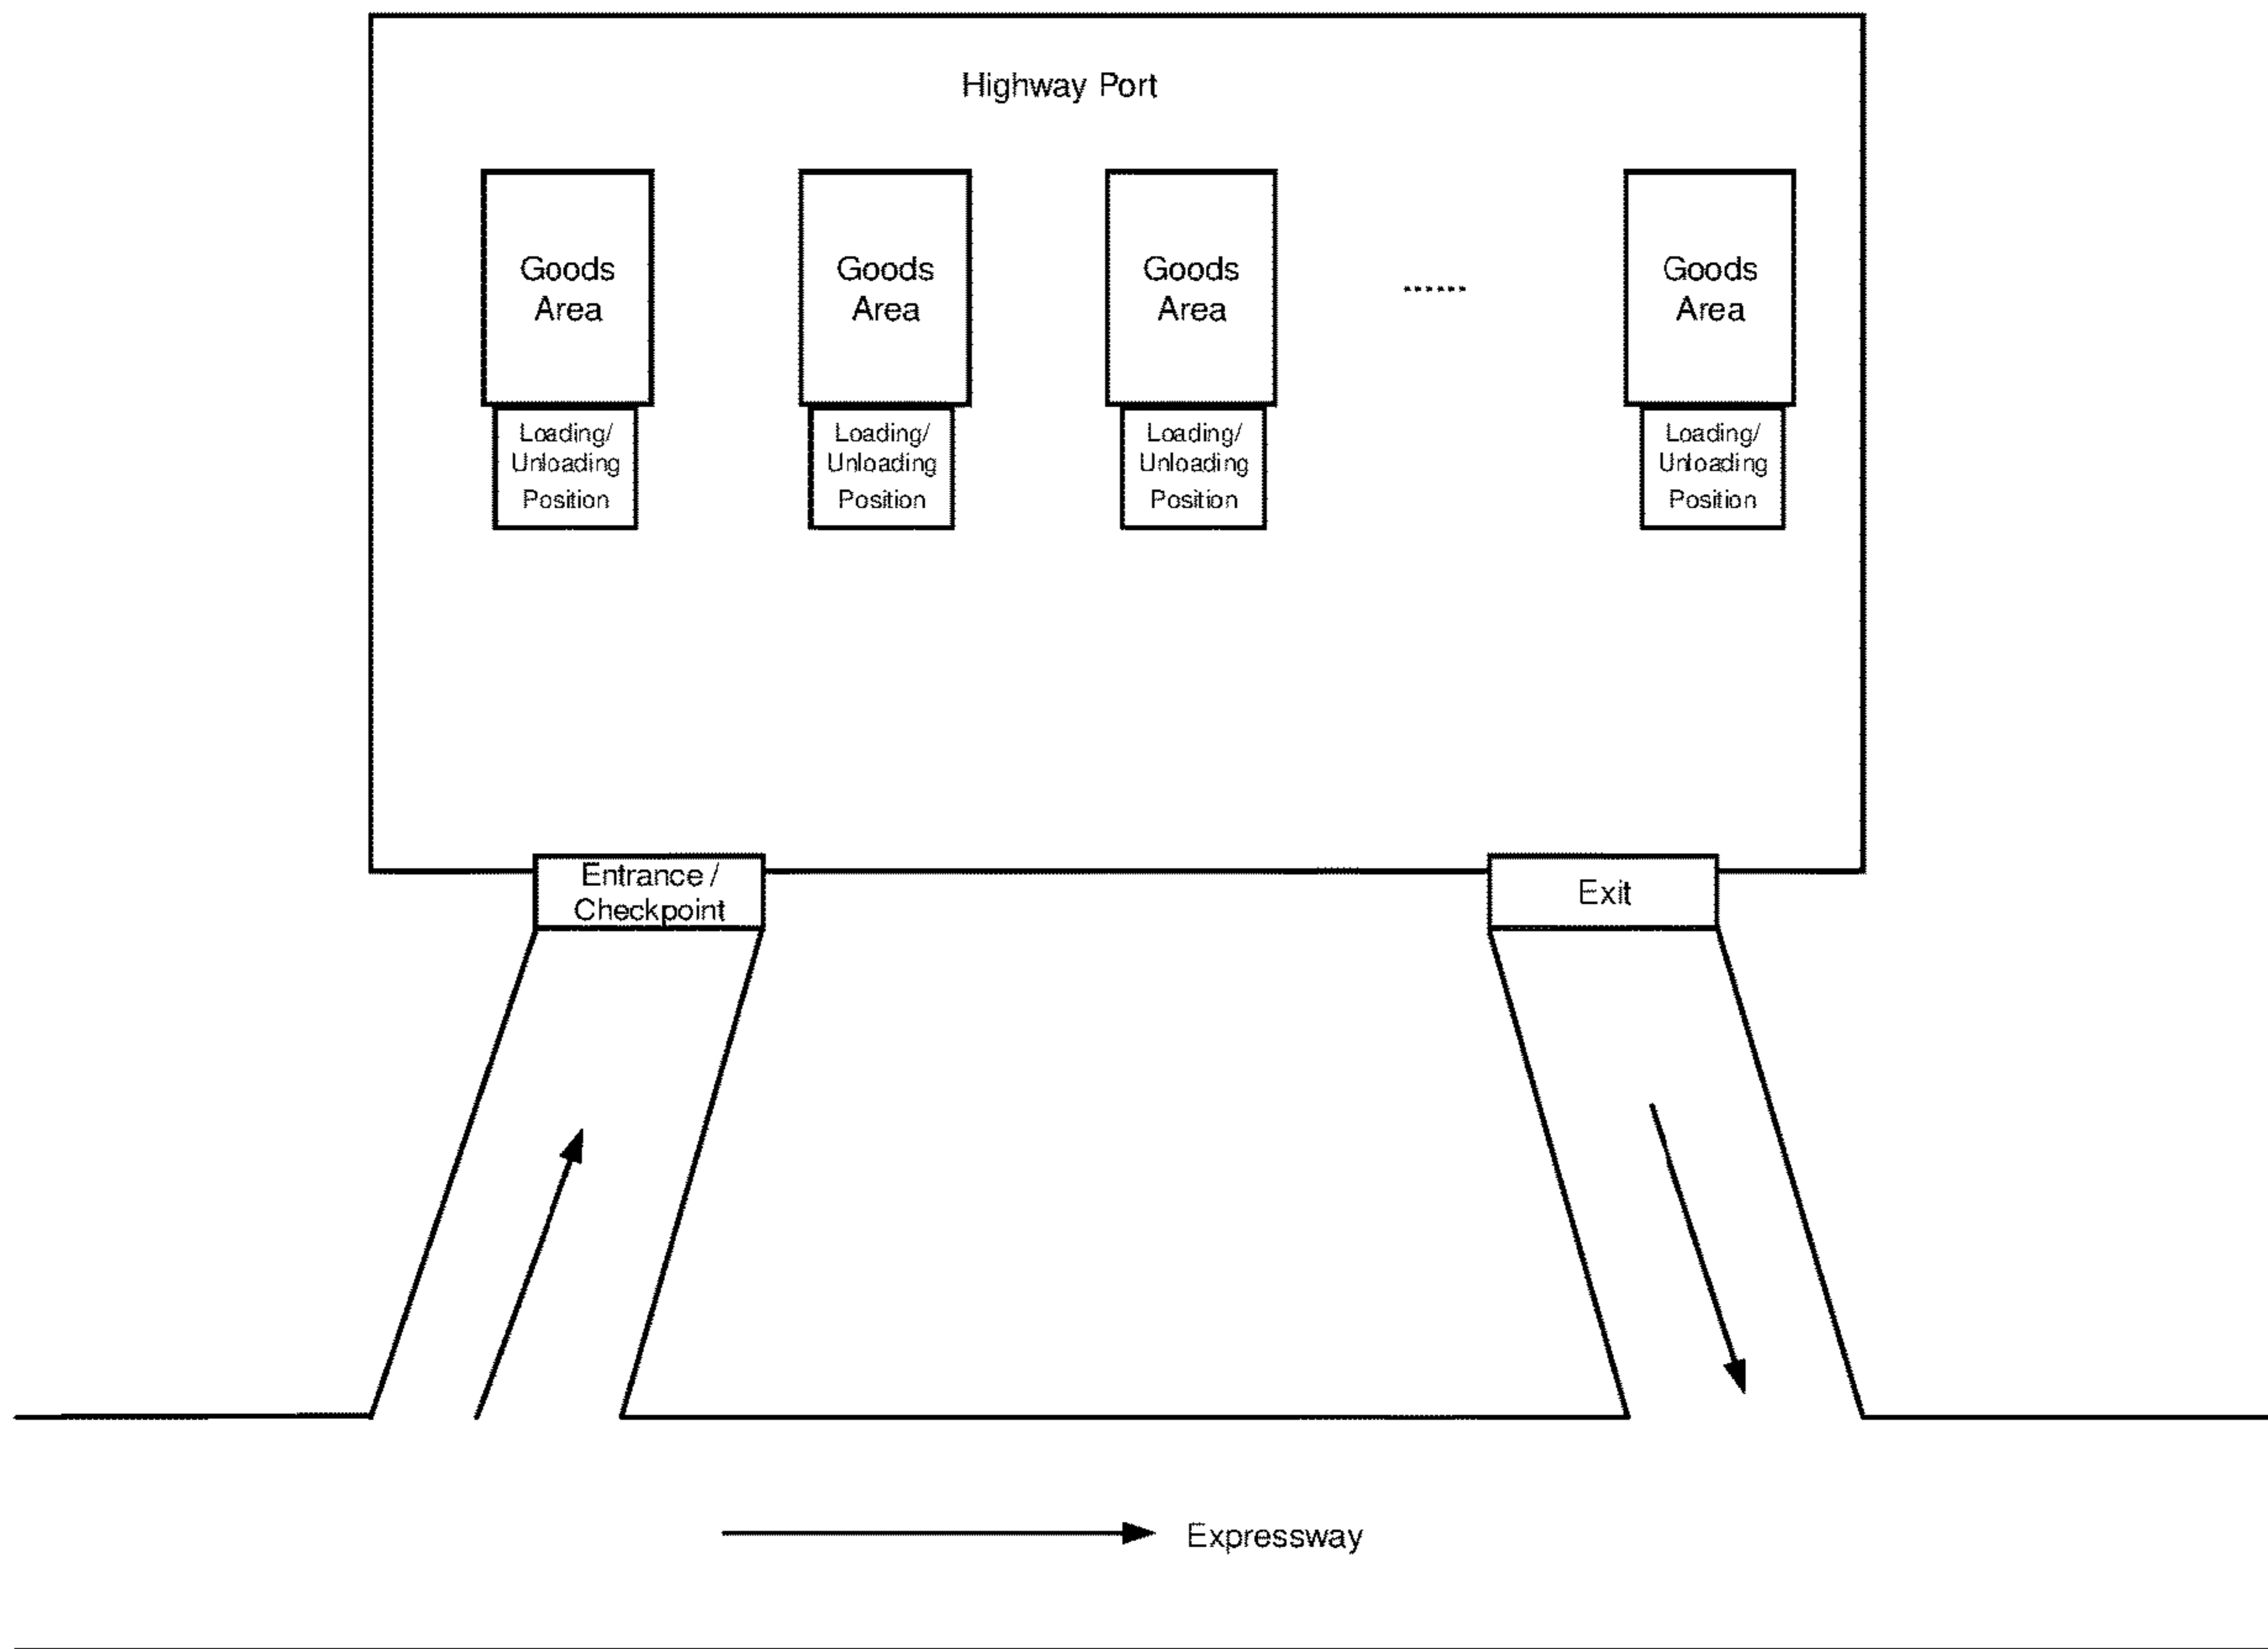 Highway Port
Goods
Area
Goods
Area
Goods
Area
......
Goods
Area
Loading/
Unloading
Position
Loading/
Unloading
Position
Loading/
Unloading
Position
Loading/
Unloading
Position
Entrance /
Checkpoint
Exit
Expressway